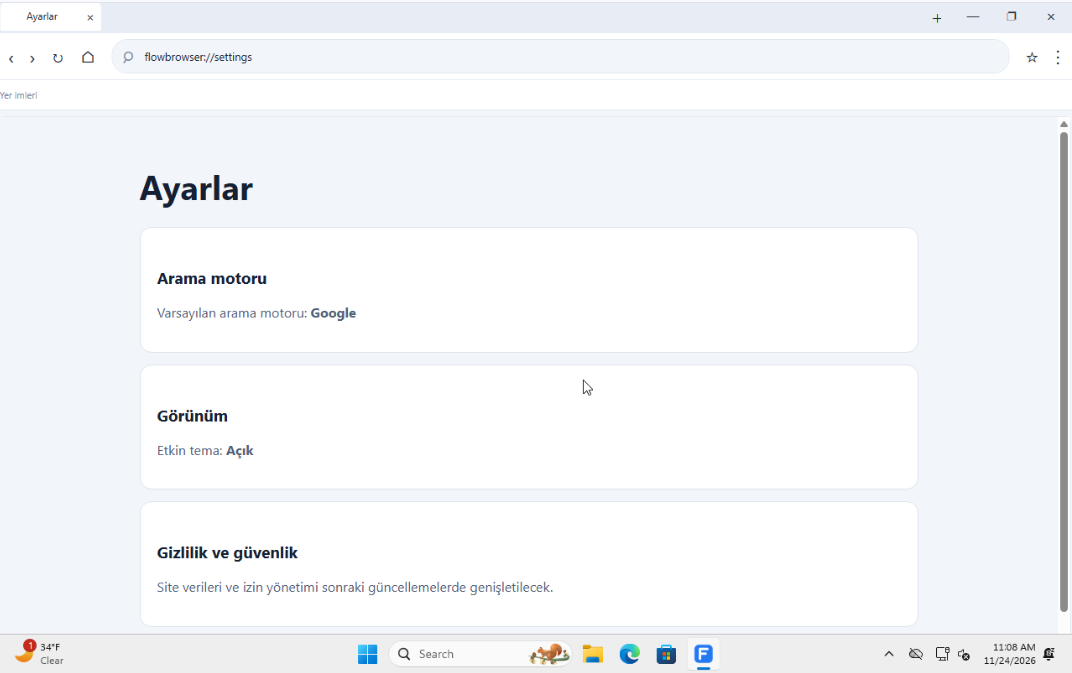 Ayarlar
flowbrowser://settings
Yer imleri
Ayarlar
Arama motoru
Varsayılan arama motoru: Google
Görünüm
Etkin tema: Açık
Gizlilik ve güvenlik
Site verileri ve izin yönetimi sonraki güncellemelerde genişletilecek.
1
34°F
Clear
Search
F
11:08 AM
11/24/2026